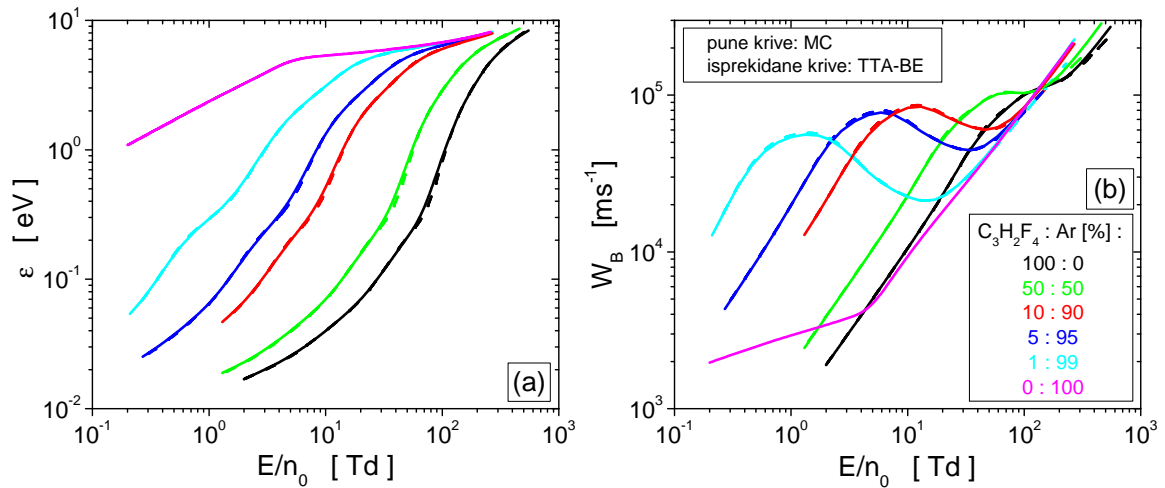 ε [ eV]
10¹
10⁰
10⁻¹
10⁻²
10⁻¹ 10⁰ 10¹ 10² 10³
E/n₀ [ Td ]
(a)
W_B [ms⁻¹]
10⁵
10⁴
10³
10⁻¹ 10⁰ 10¹ 10² 10³
E/n₀ [ Td ]
pune krive: MC
isprekidane krive: TTA-BE
(b)
C₃H₂F₄ : Ar [%] :
100 : 0
50 : 50
10 : 90
5 : 95
1 : 99
0 : 100